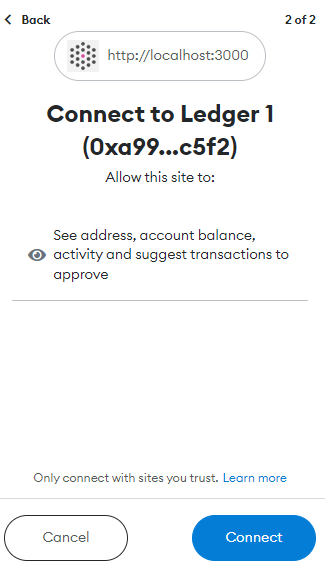 Back
2 of 2
http://localhost:3000
Connect to Ledger 1
(0xa99...c5f2)
Allow this site to:
See address, account balance,
activity and suggest transactions to
approve
Only connect with sites you trust. Learn more
Cancel
Connect